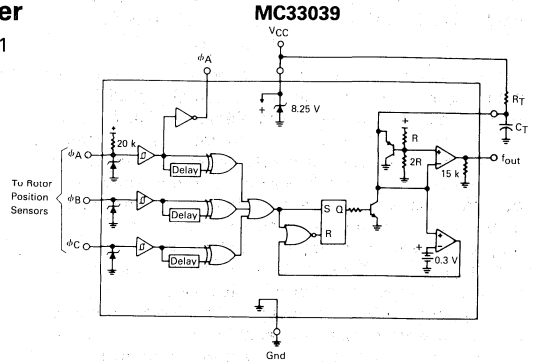 er
1
MC33039
VCC
φA
8.25 V
RT
CT
+
20 k
φA
Delay
+
R
2R
+
-
15 k
fout
To Rotor
Position
Sensors
φB
Delay
S Q
R
φC
Delay
+
-
+
0.3 V
Gnd